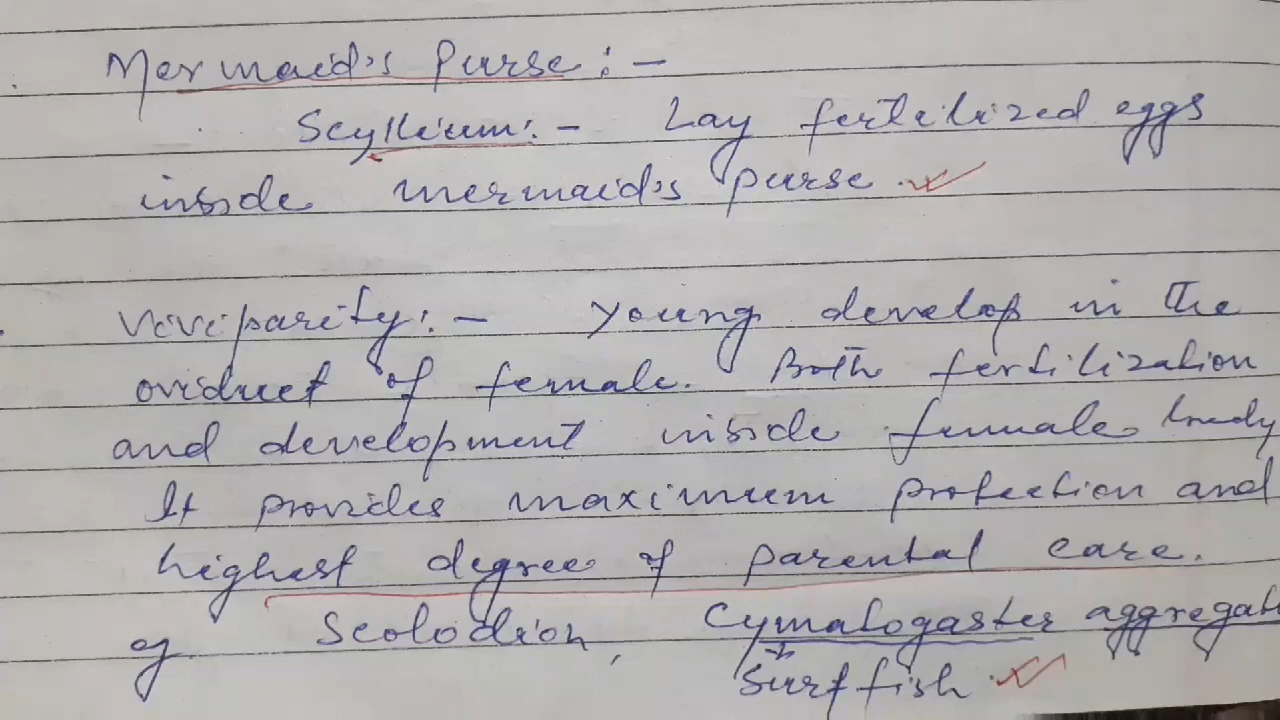 Mermaid's Purse :-
Scyllium :- Lay fertilized eggs
inside mermaid's purse.
Viviparity :- Young develop in the
oviduct of female. Both fertilization
and development inside female body
It provides maximum protection and
highest degree of parental care.
eg. Scolodion, Cymatogaster aggregat
Surf fish.